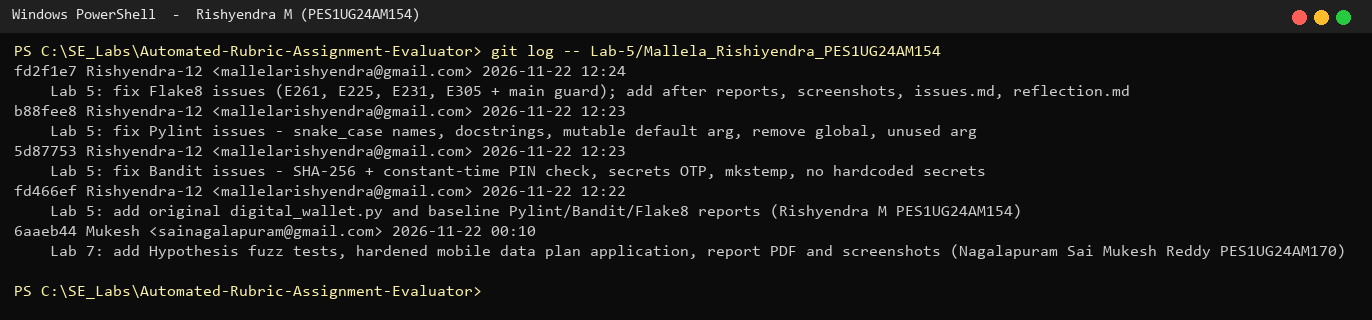 Windows PowerShell  -  Rishyendra M (PES1UG24AM154)
PS C:\SE_Labs\Automated-Rubric-Assignment-Evaluator> git log -- Lab-5/Mallela_Rishiyendra_PES1UG24AM154
fd2f1e7 Rishyendra-12 <mallelarishyendra@gmail.com> 2026-11-22 12:24
    Lab 5: fix Flake8 issues (E261, E225, E231, E305 + main guard); add after reports, screenshots, issues.md, reflection.md
b88fee8 Rishyendra-12 <mallelarishyendra@gmail.com> 2026-11-22 12:23
    Lab 5: fix Pylint issues - snake_case names, docstrings, mutable default arg, remove global, unused arg
5d87753 Rishyendra-12 <mallelarishyendra@gmail.com> 2026-11-22 12:23
    Lab 5: fix Bandit issues - SHA-256 + constant-time PIN check, secrets OTP, mkstemp, no hardcoded secrets
fd466ef Rishyendra-12 <mallelarishyendra@gmail.com> 2026-11-22 12:22
    Lab 5: add original digital_wallet.py and baseline Pylint/Bandit/Flake8 reports (Rishyendra M PES1UG24AM154)
6aaeb44 Mukesh <sainagalapuram@gmail.com> 2026-11-22 00:10
    Lab 7: add Hypothesis fuzz tests, hardened mobile data plan application, report PDF and screenshots (Nagalapuram Sai Mukesh Reddy PES1UG24AM170)
PS C:\SE_Labs\Automated-Rubric-Assignment-Evaluator>